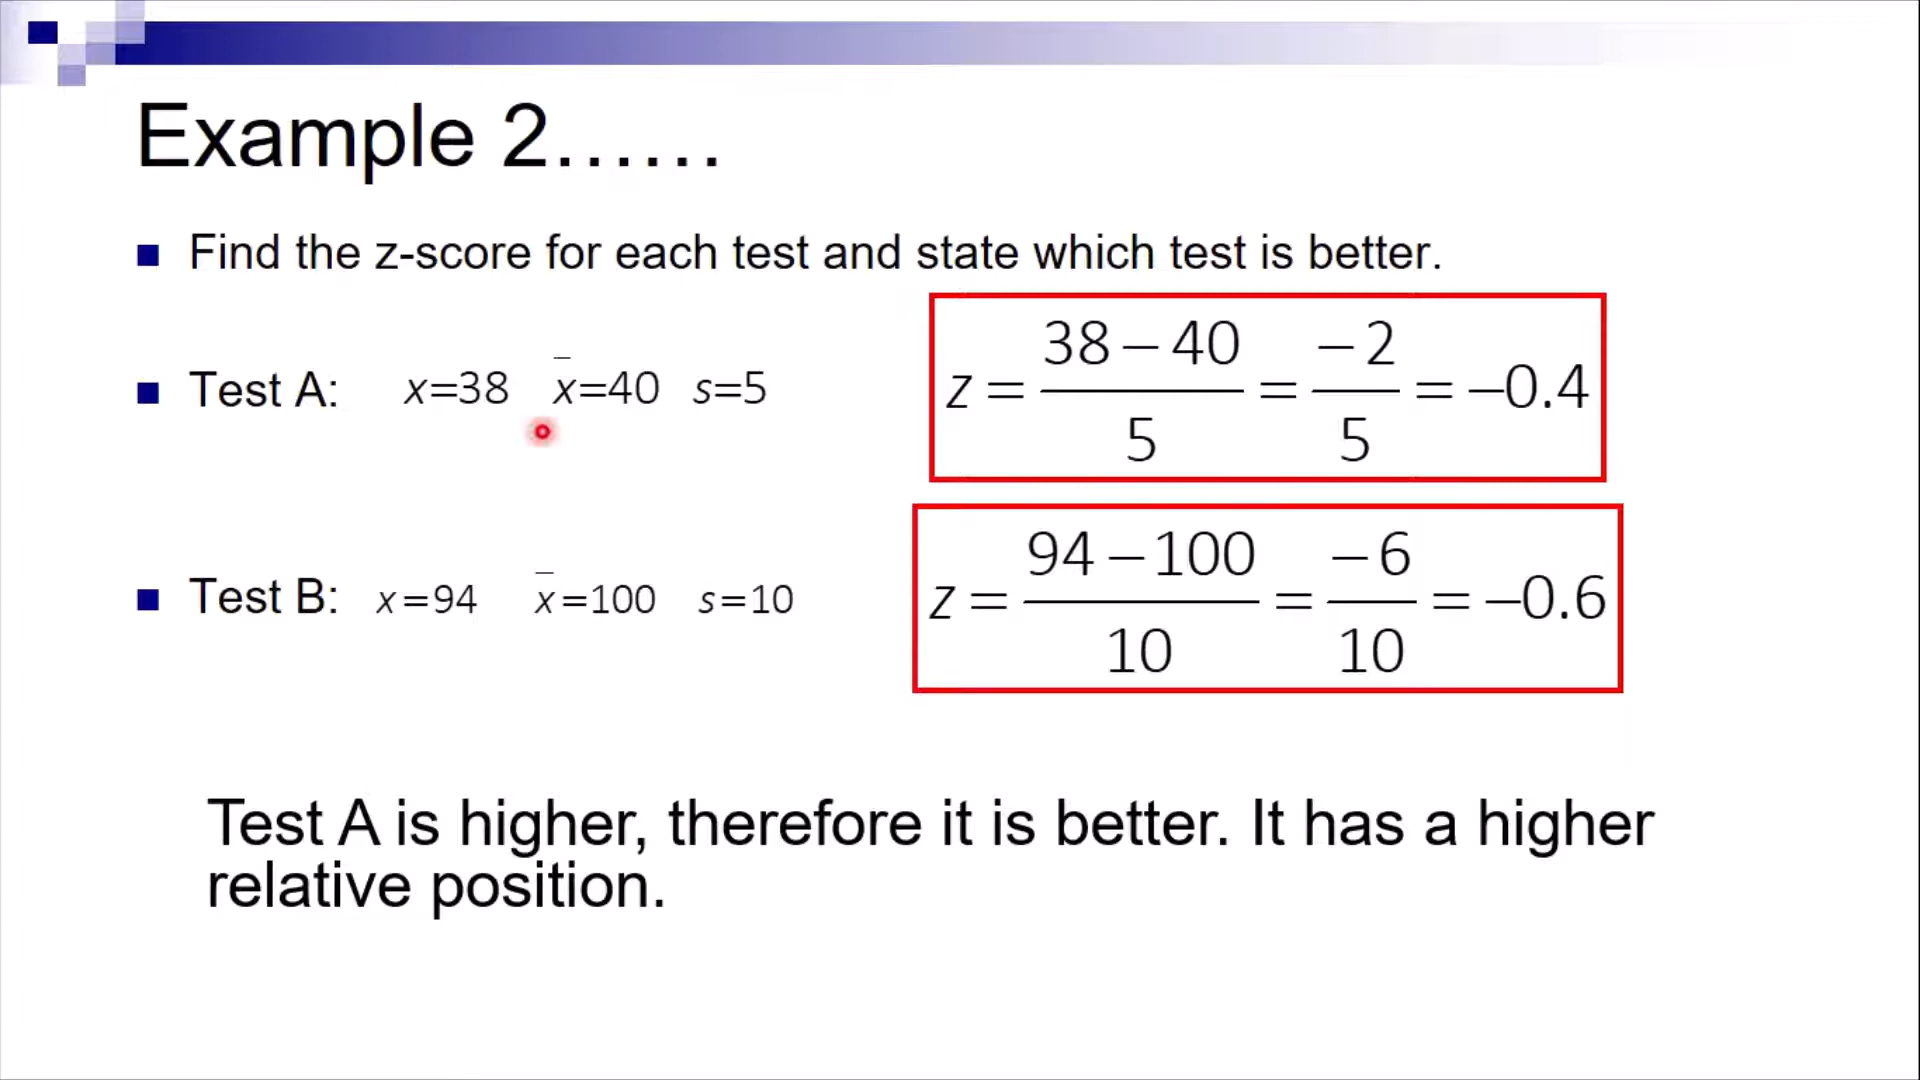 Example 2......
Find the z-score for each test and state which test is better.
Test A: x=38 x̄=40 s=5
z = (38 – 40)/5 = –2/5 = –0.4
Test B: x=94 x̄=100 s=10
z = (94 – 100)/10 = –6/10 = –0.6
Test A is higher, therefore it is better. It has a higher
relative position.